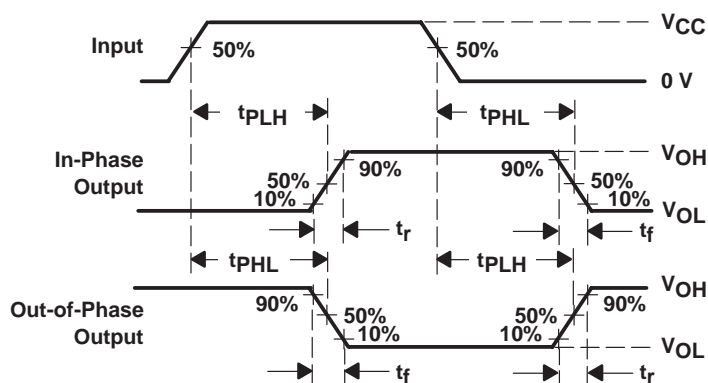 VCC
Input
50%
50%
0 V
tPLH
tPHL
In-Phase
Output
50%
10%
90%
90%
50%
10%
VOH
VOL
tr
tf
tPHL
tPLH
Out-of-Phase
Output
90%
50%
10%
50%
10%
90%
VOH
VOL
tf
tr